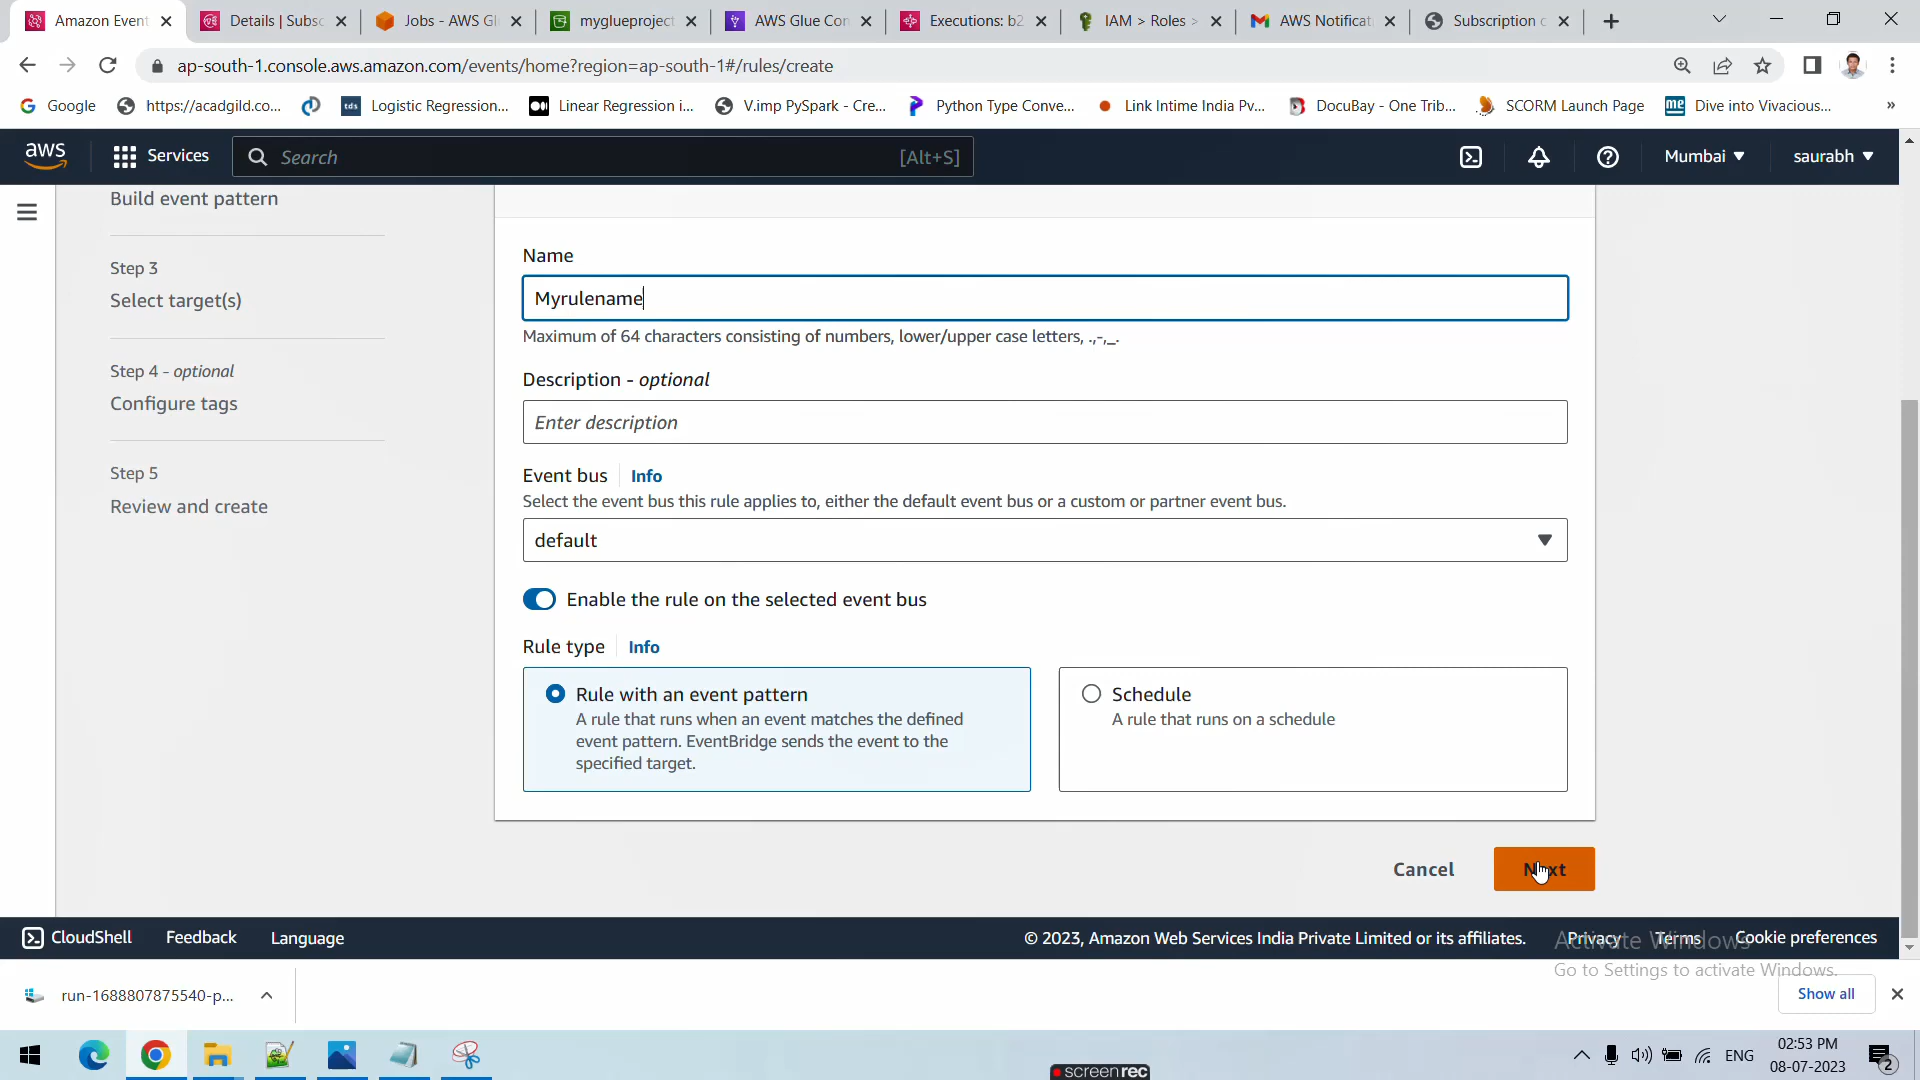 Amazon Event
Details | Subsc
Jobs - AWS Gl
myglueproject
AWS Glue Con
Executions: b2
IAM > Roles >
AWS Notificat
Subscription c
ap-south-1.console.aws.amazon.com/events/home?region=ap-south-1#/rules/create
Google
https://acadgild.co...
tds
Logistic Regression...
Linear Regression i...
V.imp PySpark - Cre...
Python Type Conve...
Link Intime India Pv...
DocuBay - One Trib...
SCORM Launch Page
me
Dive into Vivacious...
»
aws
Services
Search
[Alt+S]
Mumbai
saurabh
Build event pattern
Step 3
Select target(s)
Step 4 - optional
Configure tags
Step 5
Review and create
Name
Myrulename
Maximum of 64 characters consisting of numbers, lower/upper case letters, .,-,_.
Description - optional
Enter description
Event bus
Info
Select the event bus this rule applies to, either the default event bus or a custom or partner event bus.
default
Enable the rule on the selected event bus
Rule type
Info
Rule with an event pattern
A rule that runs when an event matches the defined
event pattern. EventBridge sends the event to the
specified target.
Schedule
A rule that runs on a schedule
Cancel
Next
CloudShell
Feedback
Language
© 2023, Amazon Web Services India Private Limited or its affiliates.
Privacy
Terms
Cookie preferences
Activate Windows
Go to Settings to activate Windows.
run-1688807875540-p...
Show all
ENG
02:53 PM
08-07-2023
2
screenrec